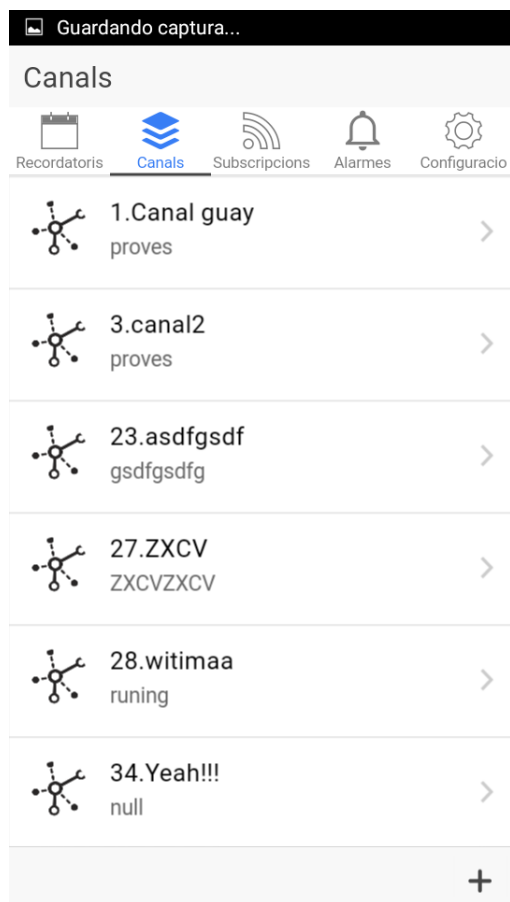 Guardando captura...
Canals
Recordatoris Canals Subscripcions Alarmes Configuracio
1.Canal guay
proves
3.canal2
proves
23.asdfgsdf
gsdfgsdfg
27.ZXCV
ZXCVZXCV
28.witimaa
runing
34.Yeah!!!
null